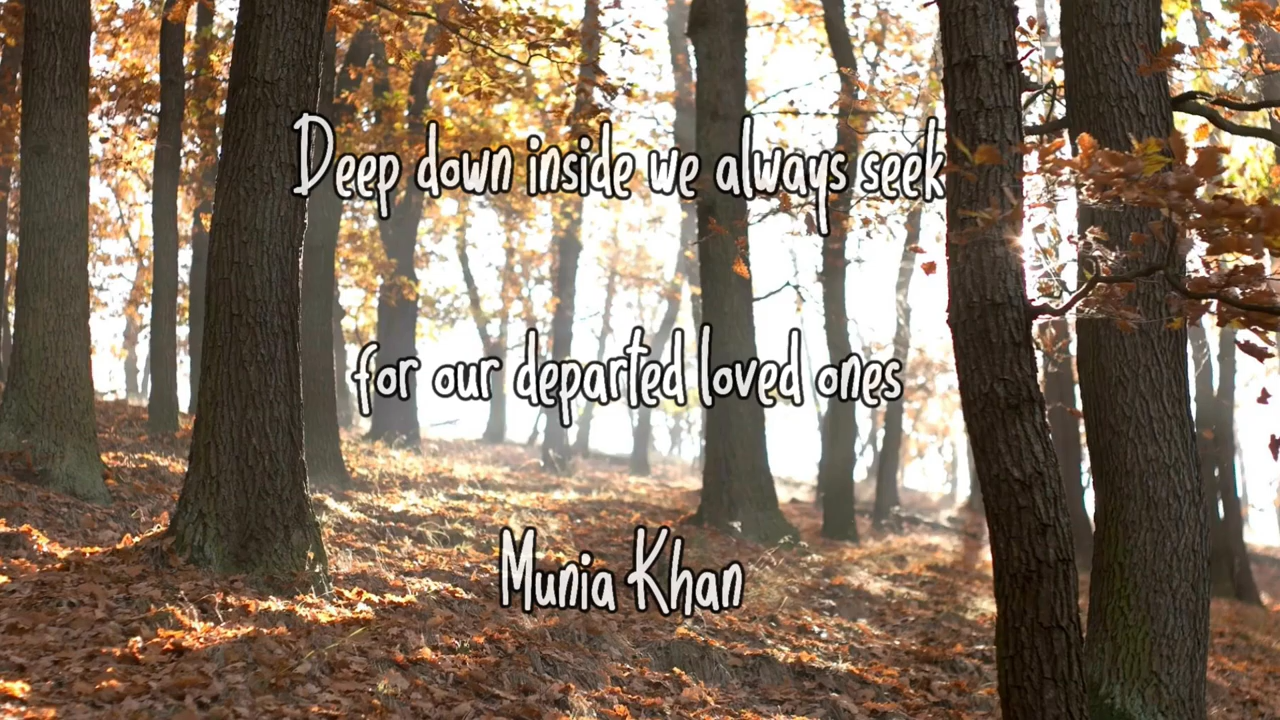 Deep down inside we always seek
for our departed loved ones
Munia Khan